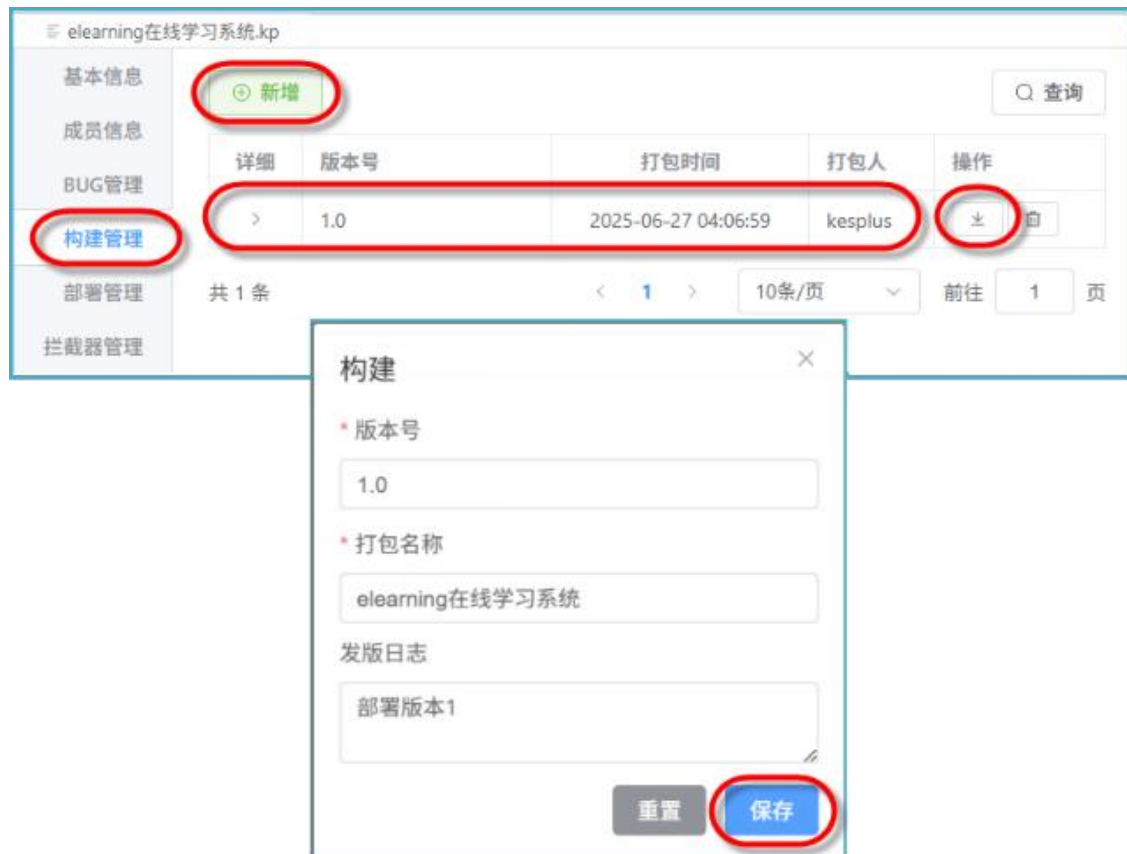 elearning在线学习系统.kp
基本信息
成员信息
BUG管理
构建管理
部署管理
拦截器管理
新增
查询
详细 版本号 打包时间 打包人 操作
1.0 2025-06-27 04:06:59 kesplus
共 1 条 < 1 > 10条/页 前往 1 页
构建
* 版本号
1.0
* 打包名称
elearning在线学习系统
发版日志
部署版本1
重置 保存